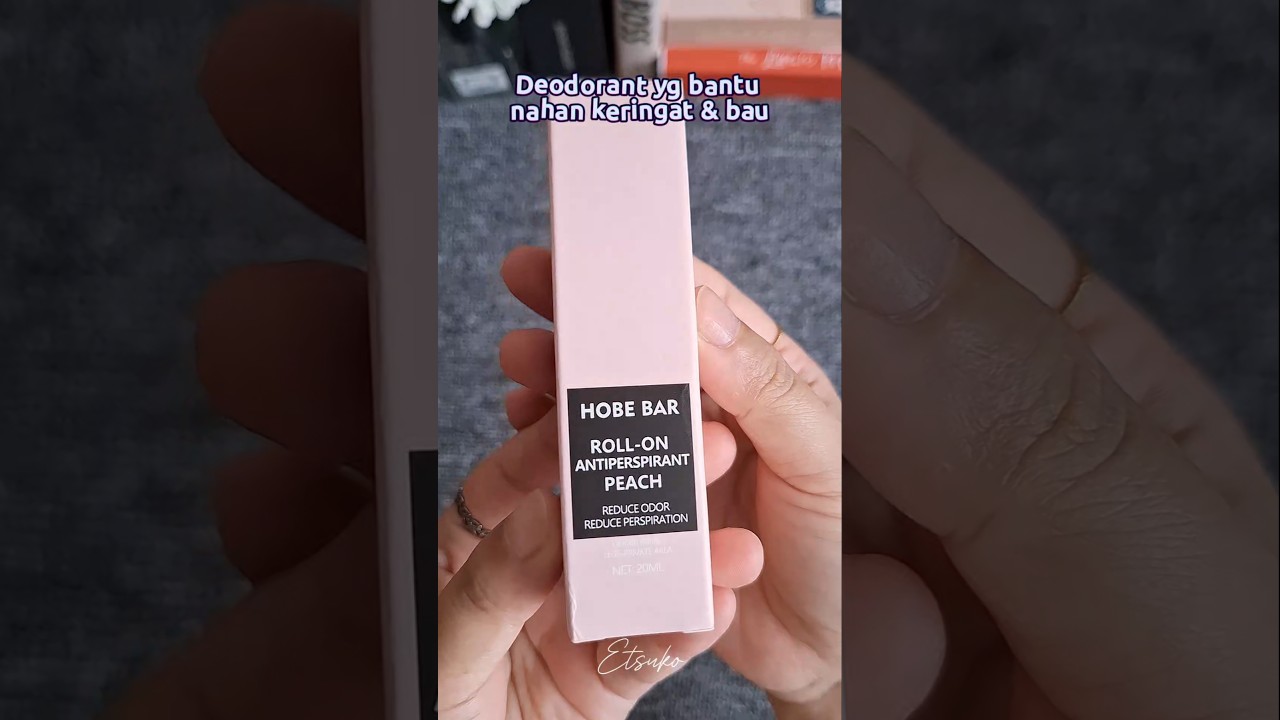 Deodorant yg bantu
nahan keringat & bau
HOBE BAR
ROLL-ON
ANTIPERSPIRANT
PEACH
REDUCE ODOR
REDUCE PERSPIRATION
NET: 20ML
Etsuko